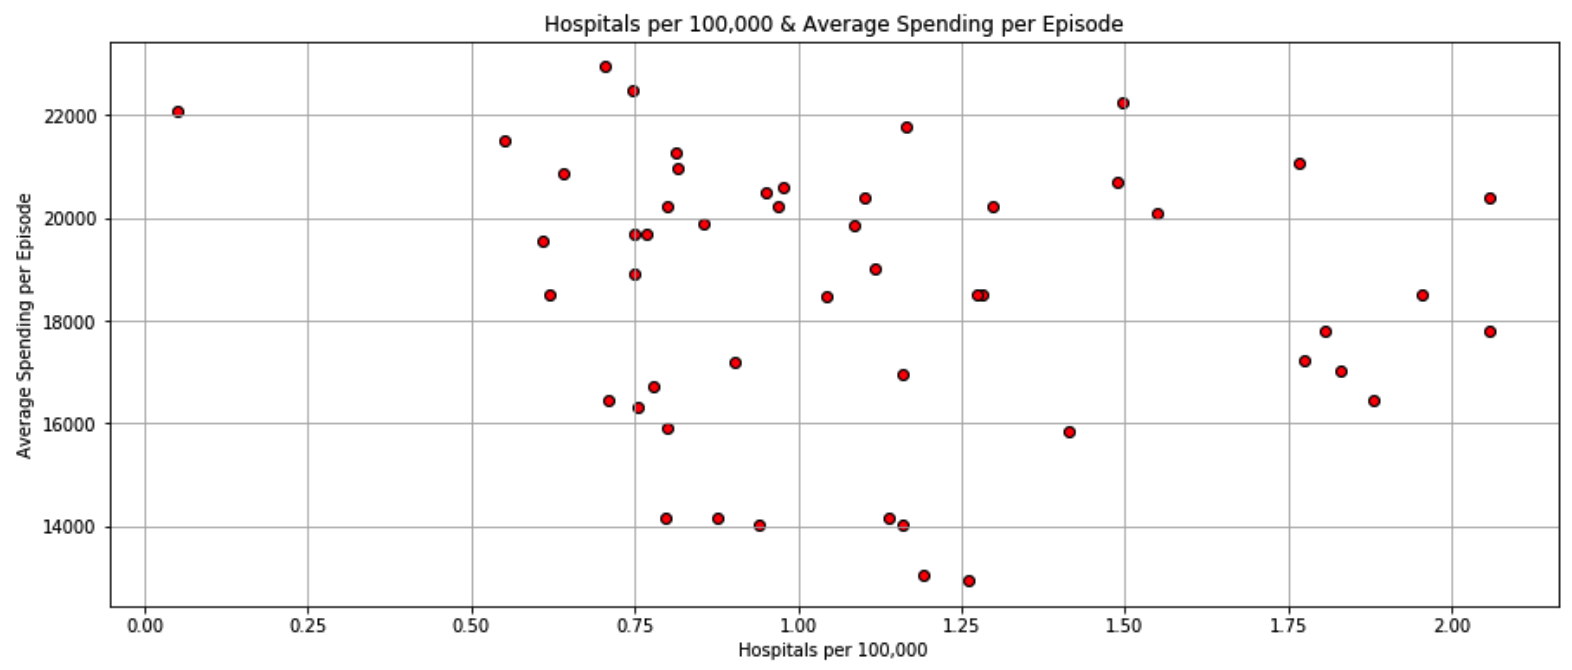 Hospitals per 100,000 & Average Spending per Episode
Average Spending per Episode
22000
20000
18000
16000
14000
0.00 0.25 0.50 0.75 1.00 1.25 1.50 1.75 2.00
Hospitals per 100,000